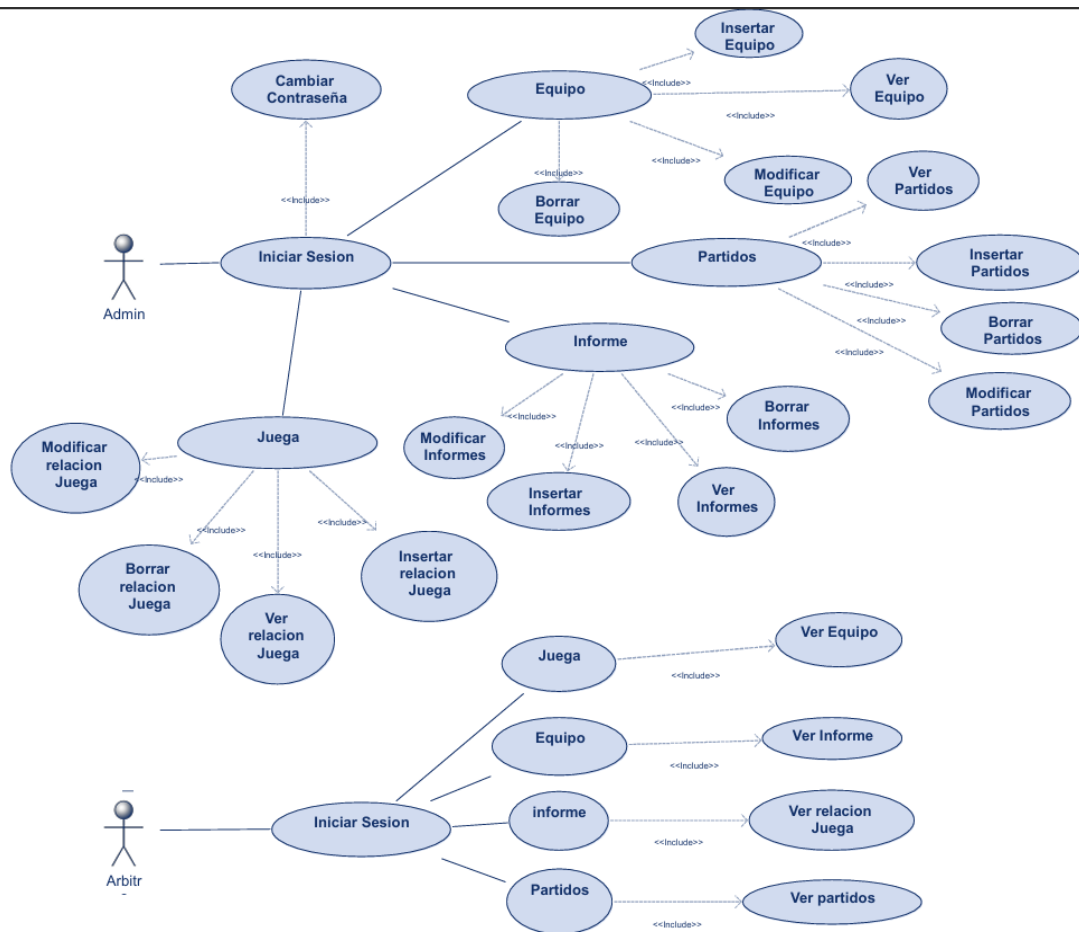 Insertar
Equipo
<<Include>>
Cambiar
Contraseña
Equipo
Ver
Equipo
<<Include>>
<<Include>>
<<Include>>
Modificar
Equipo
Ver
Partidos
<<Include>>
Borrar
Equipo
<<Include>>
Iniciar Sesion
Partidos
<<Include>>
Insertar
Partidos
Admin
<<Include>>
Borrar
Partidos
Informe
<<Include>>
<<Include>>
Modificar
Partidos
<<Include>>
Borrar
Informes
<<Include>>
Juega
Modificar
Informes
<<Include>>
<<Include>>
Modificar
relacion
Juega
<<Include>>
Insertar
Informes
Ver
Informes
<<Include>>
<<Include>>
<<Include>>
Borrar
relacion
Juega
Insertar
relacion
Juega
Ver
relacion
Juega
Juega
<<Include>>
Ver Equipo
Equipo
<<Include>>
Ver Informe
Iniciar Sesion
informe
<<Include>>
Ver relacion
Juega
Arbitr
Partidos
<<Include>>
Ver partidos